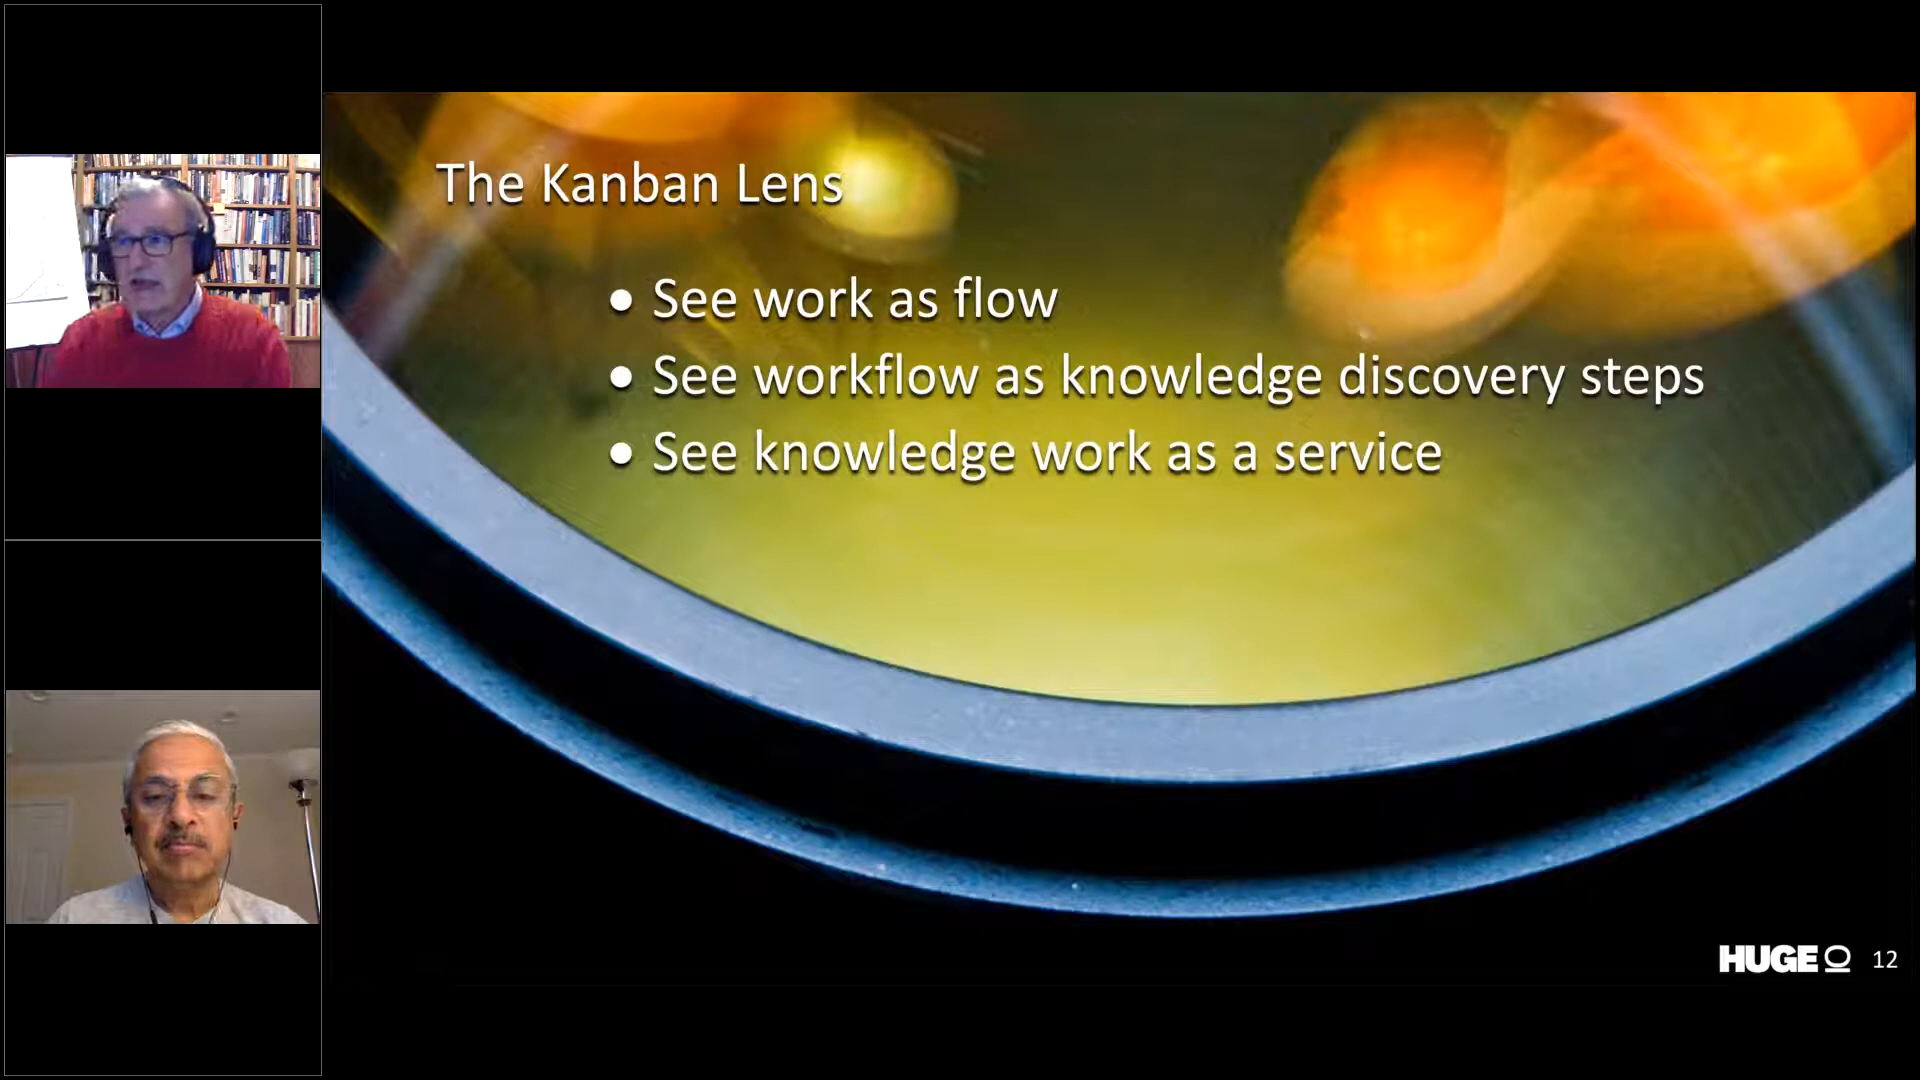 The Kanban Lens
• See work as flow
• See workflow as knowledge discovery steps
• See knowledge work as a service
HUGE IO 12